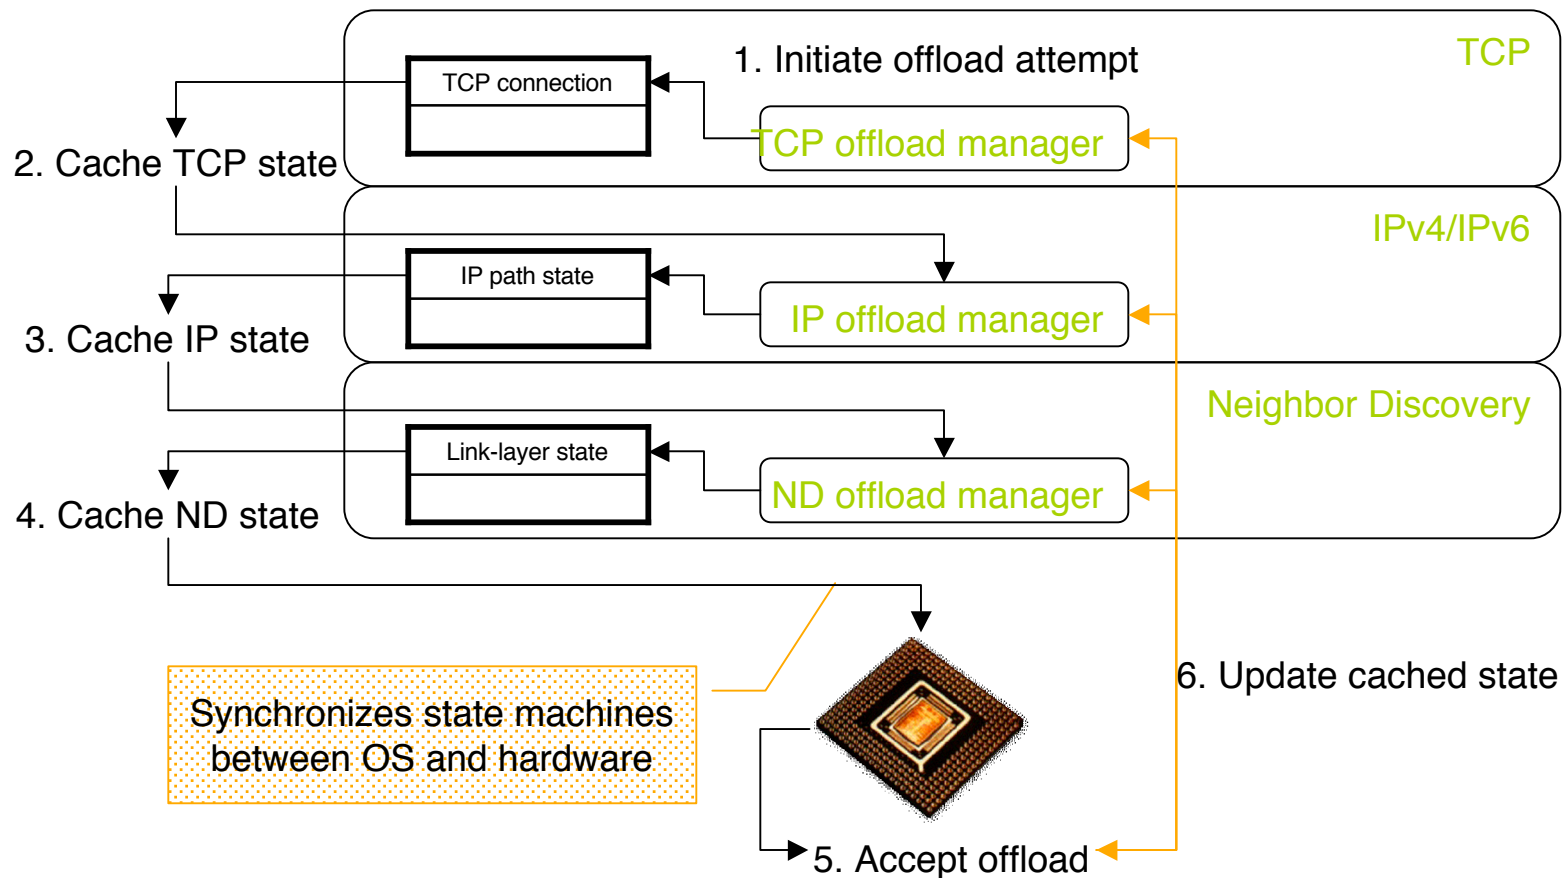 1. Initiate offload attempt
TCP
TCP connection
TCP offload manager
2. Cache TCP state
IPv4/IPv6
IP path state
IP offload manager
3. Cache IP state
Neighbor Discovery
Link-layer state
ND offload manager
4. Cache ND state
Synchronizes state machines
between OS and hardware
6. Update cached state
5. Accept offload